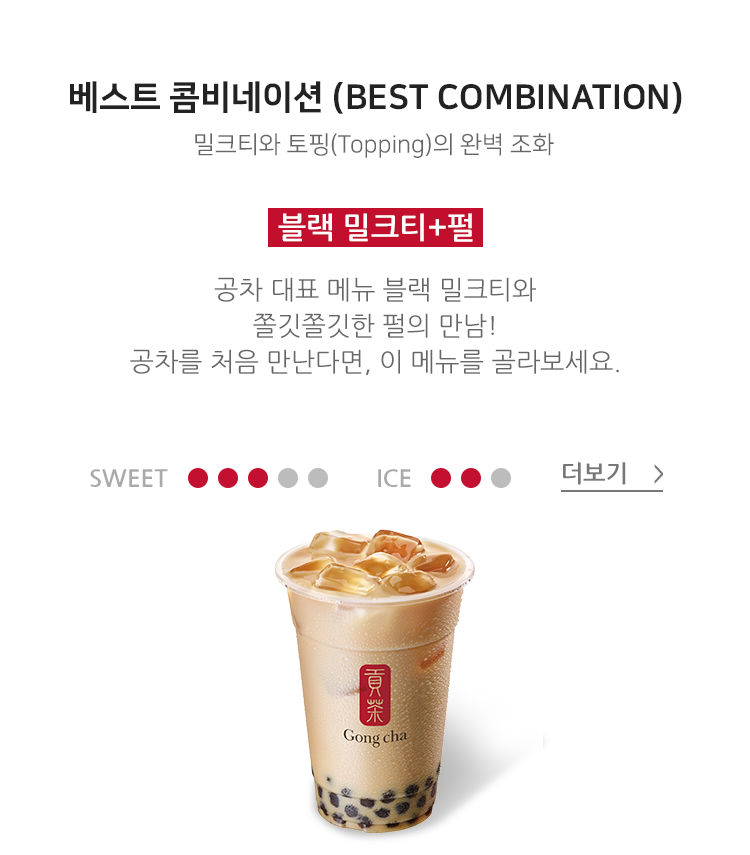 베스트 콤비네이션 (BEST COMBINATION)
밀크티와 토핑(Topping)의 완벽 조화
블랙 밀크티+펄
공차 대표 메뉴 블랙 밀크티와
쫄깃쫄깃한 펄의 만남!
공차를 처음 만난다면, 이 메뉴를 골라보세요.
SWEET ICE 더보기 >
貢茶
Gong cha